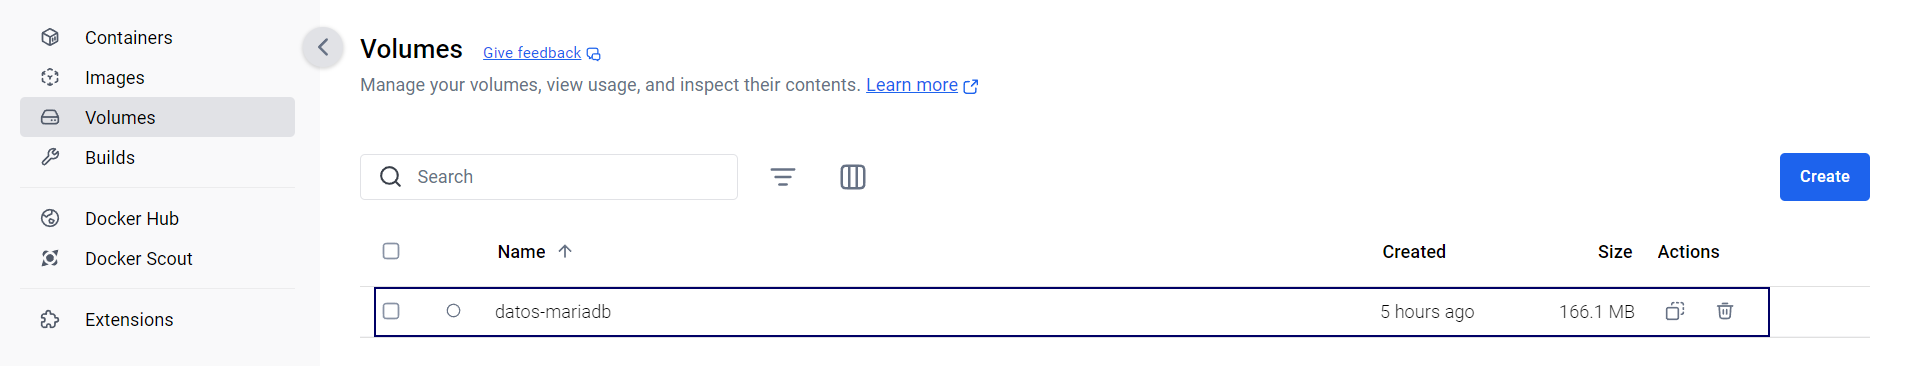 Containers
Images
Volumes
Builds
Docker Hub
Docker Scout
Extensions
Volumes Give feedback
Manage your volumes, view usage, and inspect their contents. Learn more
Search
Create
Name Created Size Actions
datos-mariadb 5 hours ago 166.1 MB